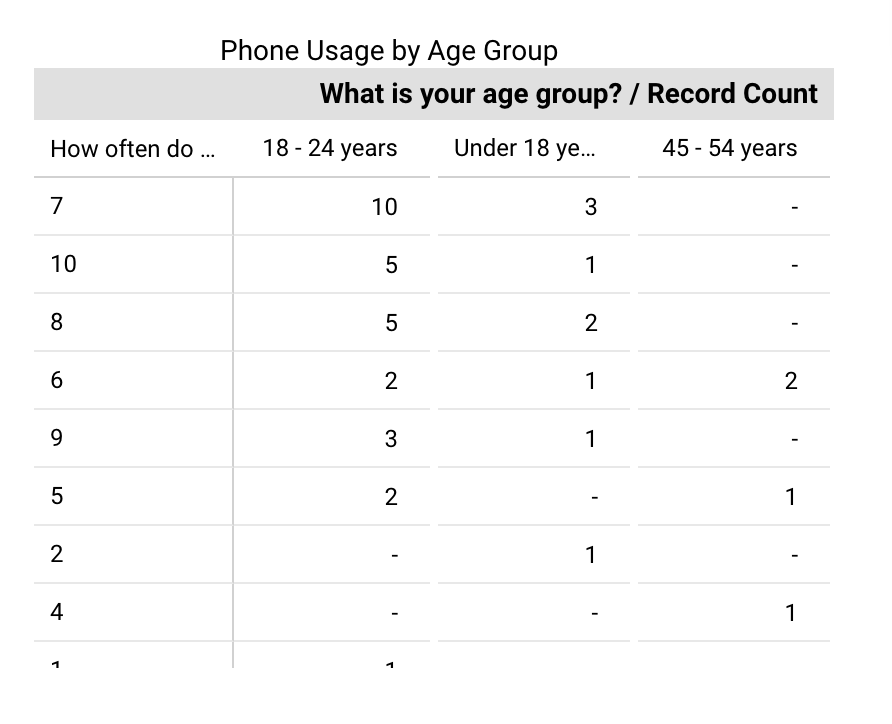 Phone Usage by Age Group
What is your age group? / Record Count
How often do ... 18 - 24 years Under 18 ye... 45 - 54 years
7 10 3 -
10 5 1 -
8 5 2 -
6 2 1 2
9 3 1 -
5 2 - 1
2 - 1 -
4 - - 1
1 1